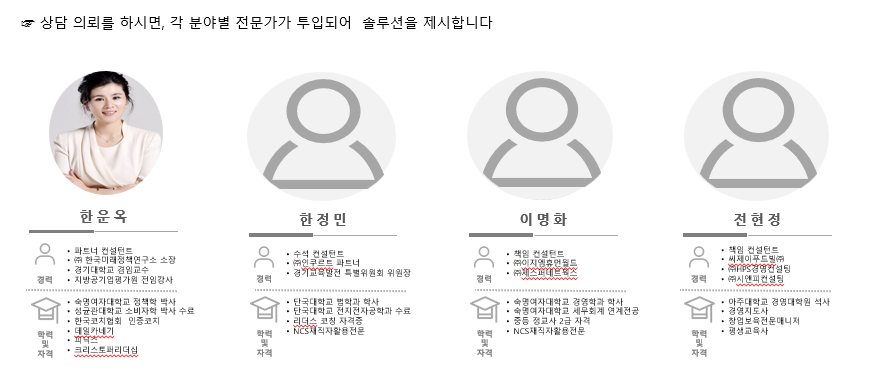 ☞ 상담 의뢰를 하시면, 각 분야별 전문가가 투입되어 솔루션을 제시합니다
한운옥
경력
• 파트너 컨설턴트
• ㈜ 한국미래정책연구소 소장
• 경기대학교 겸임교수
• 지방공기업평가원 전임강사
학력
및
자격
• 숙명여자대학교 정책학 박사
• 성균관대학교 소비자학 박사 수료
• 한국코치협회 인증코치
• 데일카네기
• 피닉스
• 크리스토퍼리더십
한정민
경력
• 수석 컨설턴트
• ㈜인쿠르트 파트너
• 경기교육발전 특별위원회 위원장
학력
및
자격
• 단국대학교 법학과 학사
• 단국대학교 전지전자공학과 수료
• 리더스 코칭 자격증
• NCS재직자활용전문
이명화
경력
• 책임 컨설턴트
• ㈜이지엠휴먼월드
• ㈜제스퍼네트웍스
학력
및
자격
• 숙명여자대학교 경영학과 학사
• 숙명여자대학교 세무회계 연계전공
• 중등 정교사 2급 자격
• NCS재직자활용전문
전현정
경력
• 책임 컨설턴트
• 씨제이푸드빌㈜
• ㈜HPS경영컨설팅
• ㈜시앤피컨설팅
학력
및
자격
• 아주대학교 경영대학원 석사
• 경영지도사
• 창업보육전문매니저
• 평생교육사